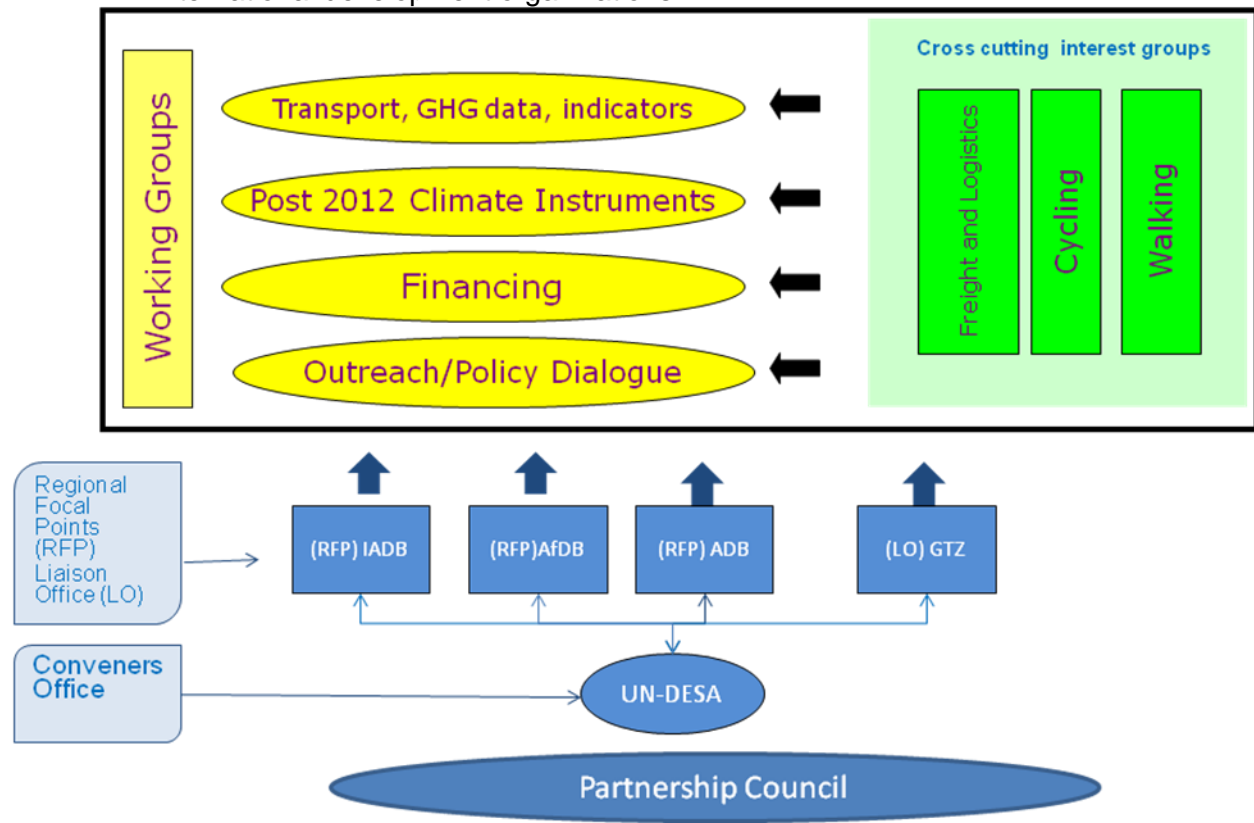 development organizations
Cross cutting interest groups
Working Groups
Transport, GHG data, indicators
Post 2012 Climate Instruments
Financing
Outreach/Policy Dialogue
Freight and Logistics
Cycling
Walking
Regional
Focal
Points
(RFP)
Liaison
Office (LO)
(RFP) IADB
(RFP)AfDB
(RFP) ADB
(LO) GTZ
Conveners
Office
UN-DESA
Partnership Council